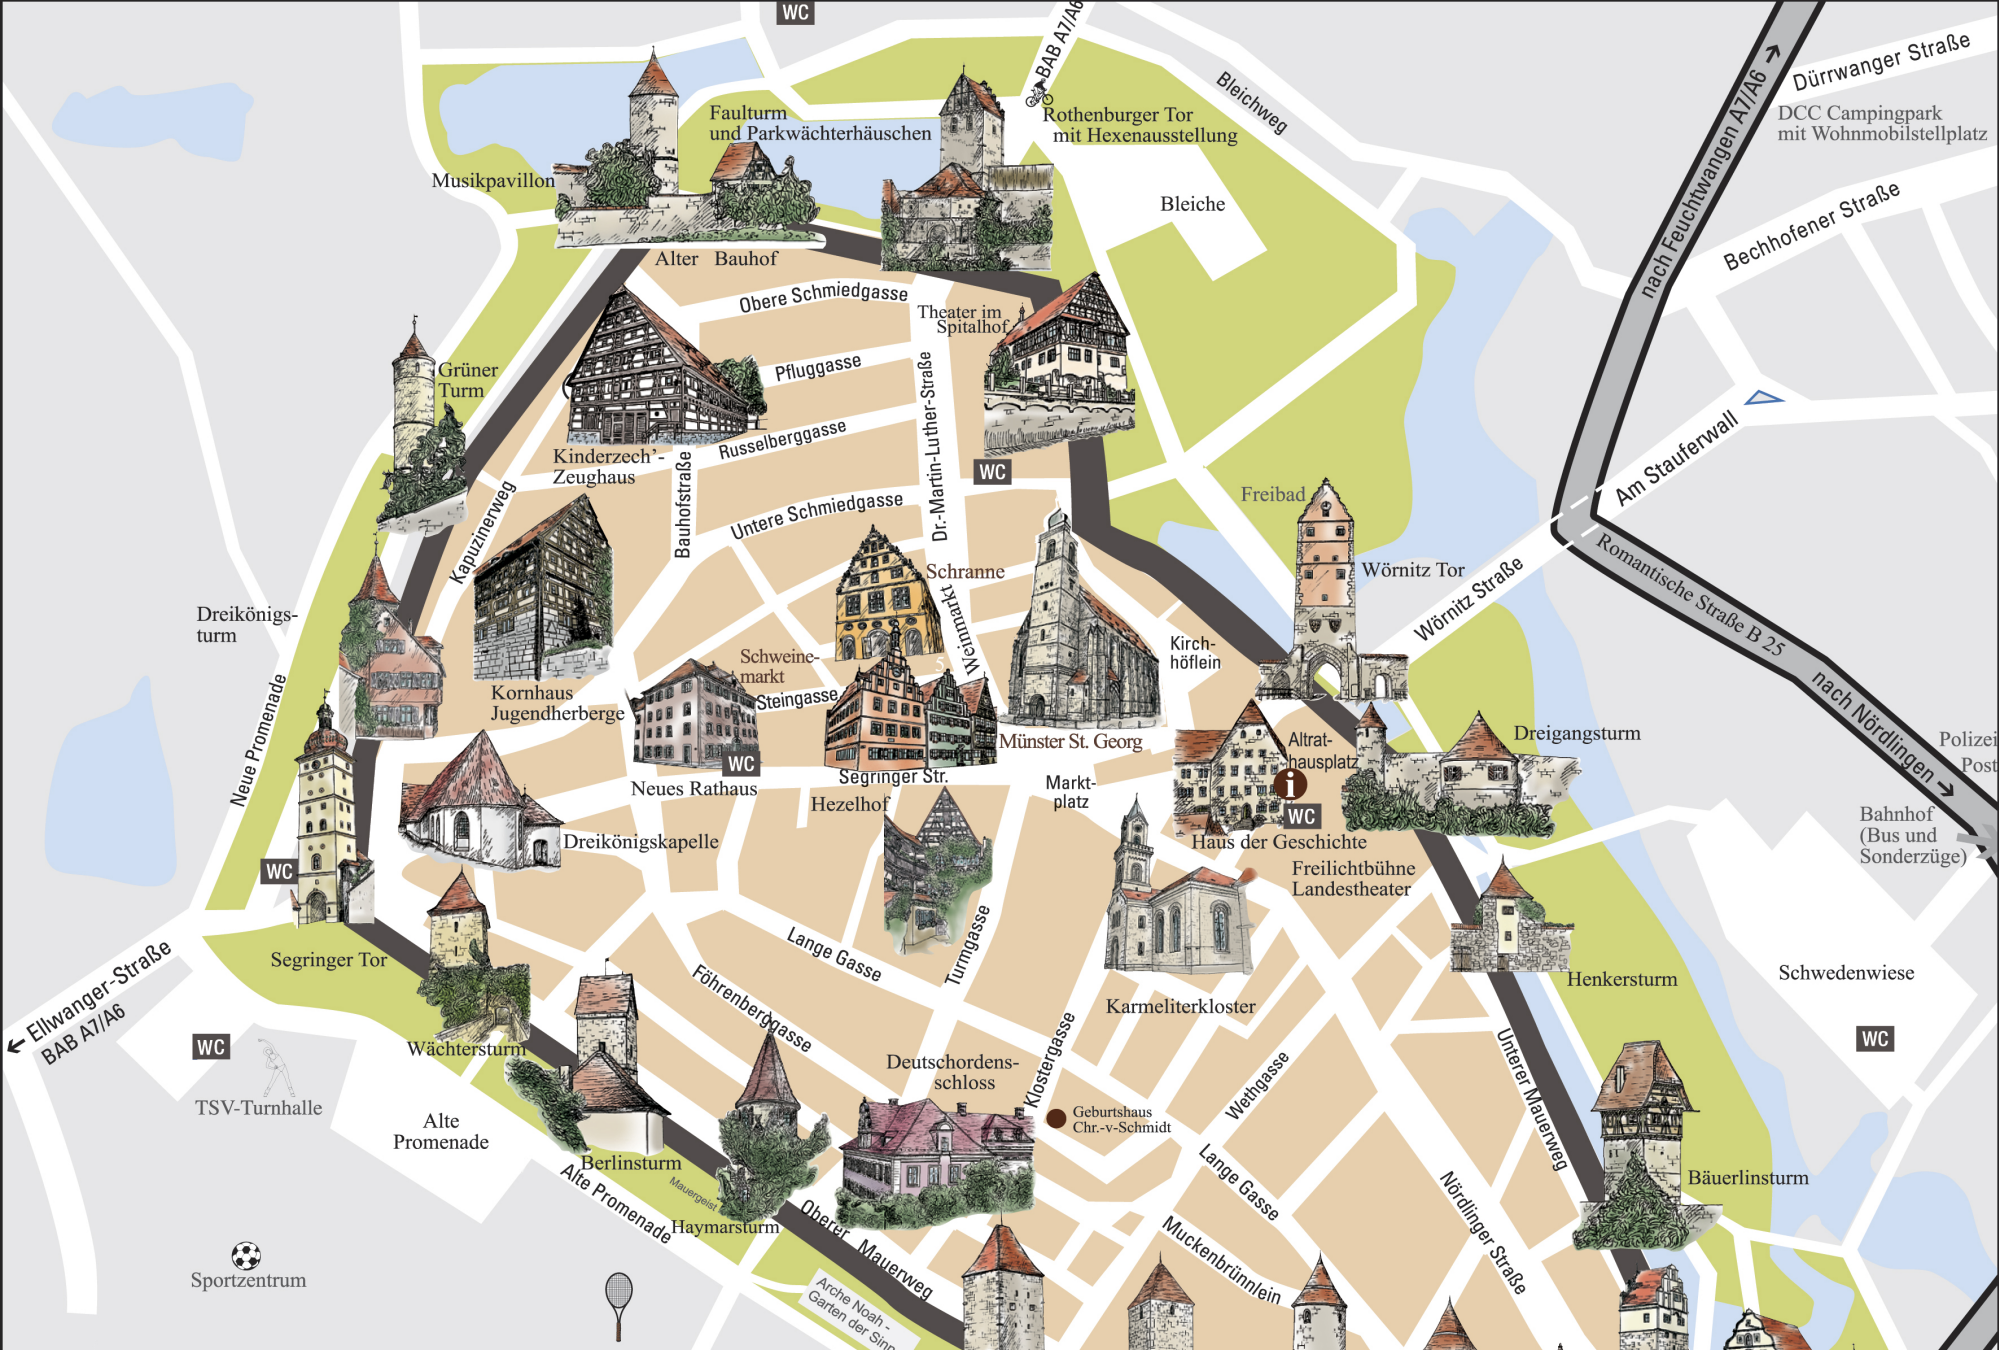 WC
BAB A7/A6
Dürrwanger Straße
Bleichweg
nach Feuchtwangen A7/A6
DCC Campingpark
mit Wohnmobilstellplatz
Faulturm
und Parkwächterhäuschen
Rothenburger Tor
mit Hexenausstellung
Musikpavillon
Bleiche
Bechhofener Straße
Alter Bauhof
Obere Schmiedgasse
Theater im
Spitalhof
Grüner
Turm
Pfluggasse
Dr.-Martin-Luther-Straße
Russelberggasse
Kinderzech'-
Zeughaus
WC
Am Stauferwall
Bauhofstraße
Kapuzinerweg
Untere Schmiedgasse
Freibad
Schranne
Wörnitz Tor
Wörnitz Straße
Romantische Straße B 25
Dreikönigs-
turm
Weinmarkt
Kirch-
höflein
Schweine-
markt
5
Kornhaus
Jugendherberge
Steingasse
nach Nördlingen
Neue Promenade
Münster St. Georg
Altrat-
hausplatz
Dreigangsturm
Polizei
Post
WC
Neues Rathaus
Segringer Str.
Hezelhof
Markt-
platz
i
WC
Bahnhof
(Bus und
Sonderzüge)
Dreikönigskapelle
Haus der Geschichte
WC
Freilichtbühne
Landestheater
Segringer Tor
Lange Gasse
Turmgasse
Ellwanger-Straße
BAB A7/A6
Föhrenberggasse
Henkersturm
Schwedenwiese
Karmeliterkloster
WC
WC
Wächtersturm
Deutschordens-
schloss
Klostergasse
Wethgasse
Unterer Mauerweg
TSV-Turnhalle
Alte
Promenade
Geburtshaus
Chr.-v-Schmidt
Berlinsturm
Mauergeist
Alte Promenade
Lange Gasse
Bäuerlinsturm
Haymarsturm
Oberer Mauerweg
Nördlinger Straße
Muckenbrünnlein
Sportzentrum
Arche Noah -
Garten der Sinn